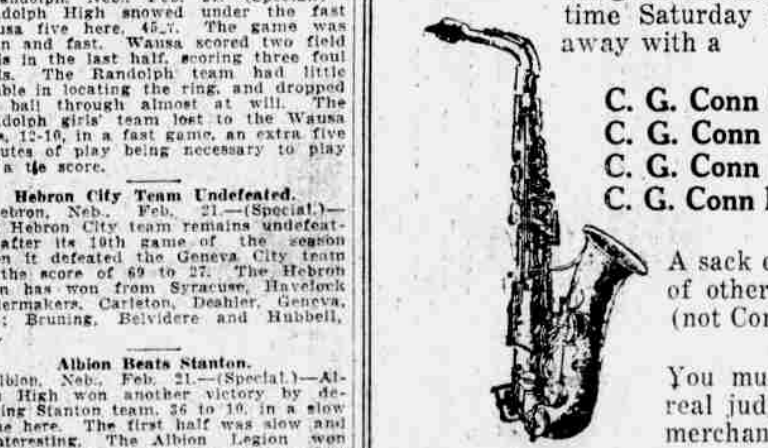 dolph High snowed under the fast
usa five here, 45-7. The game was
n and fast. Wausa scored two field
s in the last half, scoring three foul
s. The Randolph team had little
ble in locating the ring, and dropped
ball through almost at will. The
dolph girls' team lost to the Wausa
, 12-10, in a fast game, an extra five
utes of play being necessary to play
a tie score.
Hebron City Team Undefeated.
ebron, Neb., Feb. 21.—(Special.)—
Hebron City team remains undefeat-
after its 19th game of the season
n it defeated the Geneva City team
the score of 69 to 27. The Hebron
n has won from Syracuse, Havelock
lermakers, Carleton, Deshler, Geneva,
; Bruning, Belvidere and Hubbell,
Albion Beats Stanton.
lbion, Neb., Feb. 21.—(Special.)—Al-
High won another victory by de-
ing Stanton team, 36 to 10, in a slow
e here. The first half was slow and
nteresting. The Albion Legion won
time Saturday
away with a
C. G. Conn
C. G. Conn
C. G. Conn
C. G. Conn
A sack
of other
(not Con
You mu
real jud
merchan